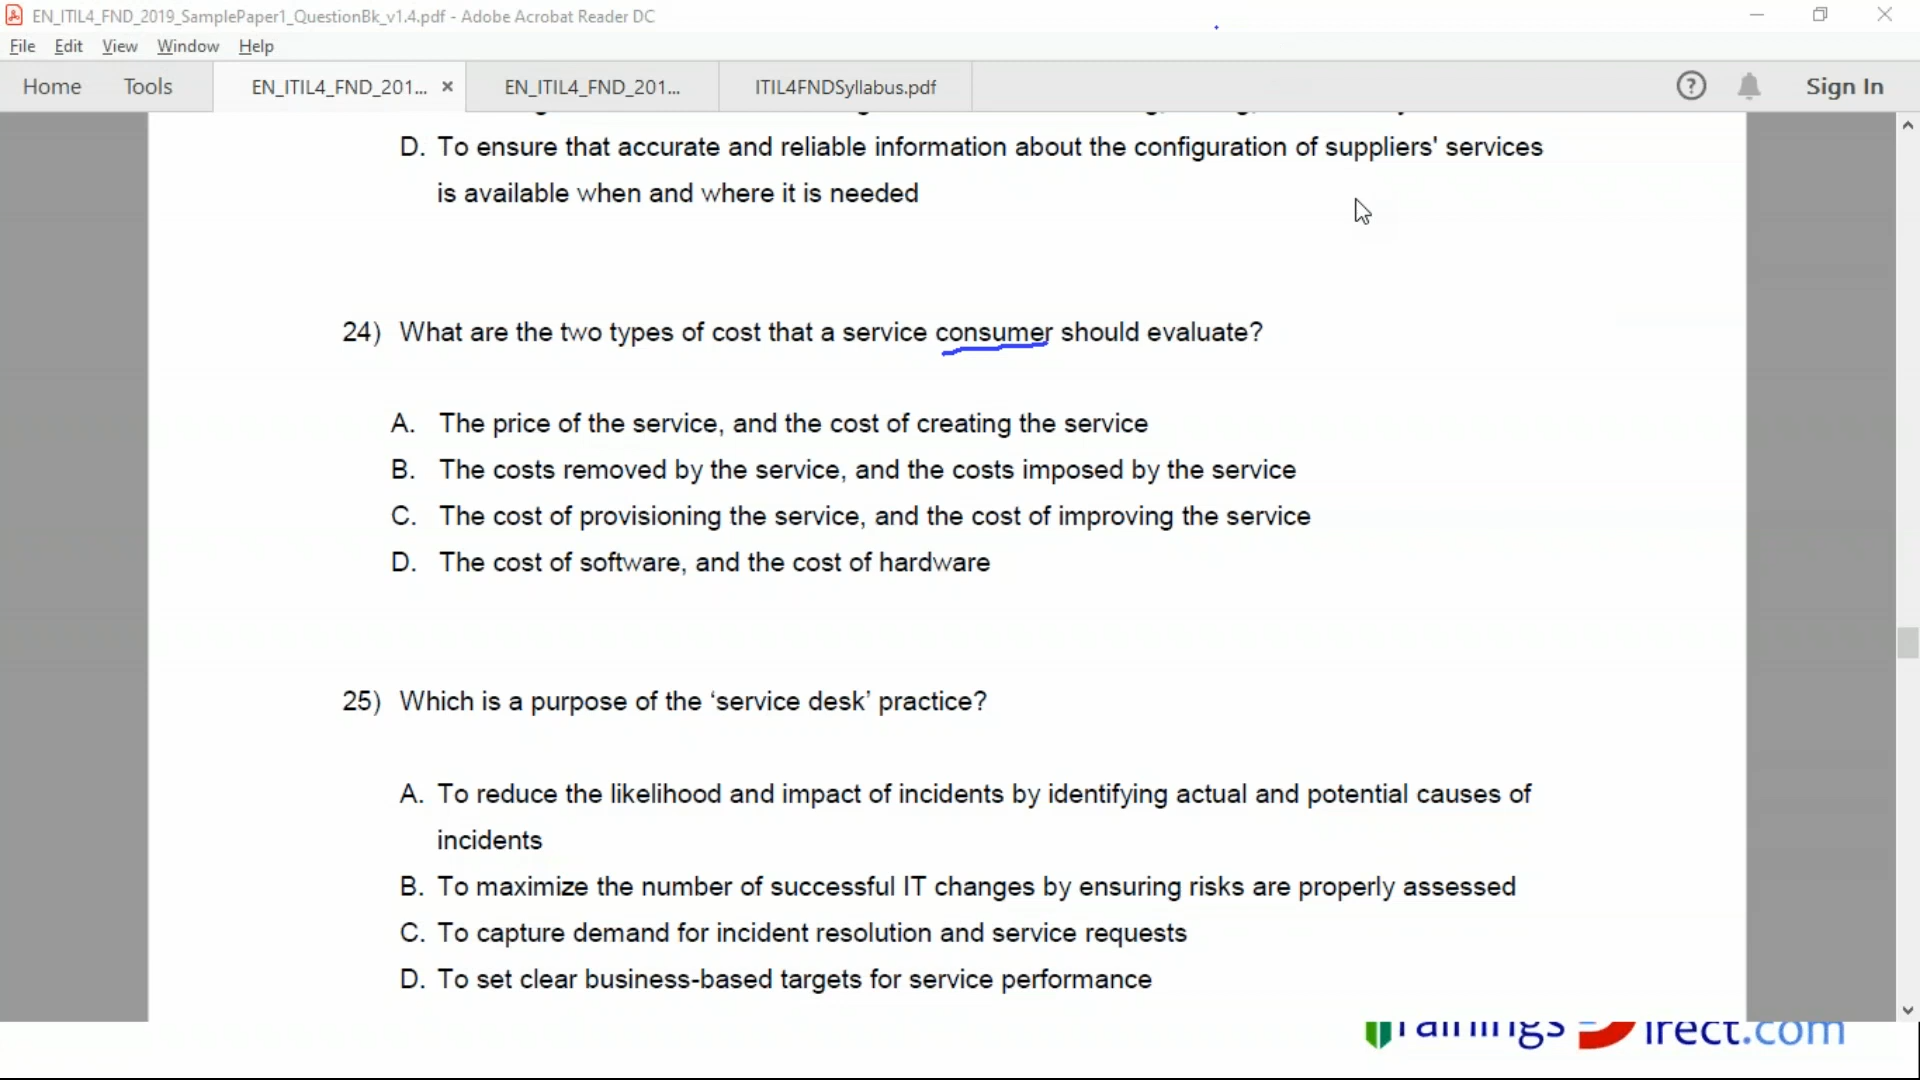 EN_ITIL4_FND_2019_SamplePaper1_QuestionBk_v1.4.pdf - Adobe Acrobat Reader DC
File Edit View Window Help
Home Tools EN_ITIL4_FND_201... × EN_ITIL4_FND_201... ITIL4FNDSyllabus.pdf ? Sign In
D. To ensure that accurate and reliable information about the configuration of suppliers' services
is available when and where it is needed
24) What are the two types of cost that a service consumer should evaluate?
A. The price of the service, and the cost of creating the service
B. The costs removed by the service, and the costs imposed by the service
C. The cost of provisioning the service, and the cost of improving the service
D. The cost of software, and the cost of hardware
25) Which is a purpose of the ‘service desk’ practice?
A. To reduce the likelihood and impact of incidents by identifying actual and potential causes of
incidents
B. To maximize the number of successful IT changes by ensuring risks are properly assessed
C. To capture demand for incident resolution and service requests
D. To set clear business-based targets for service performance
Trainings Direct.com